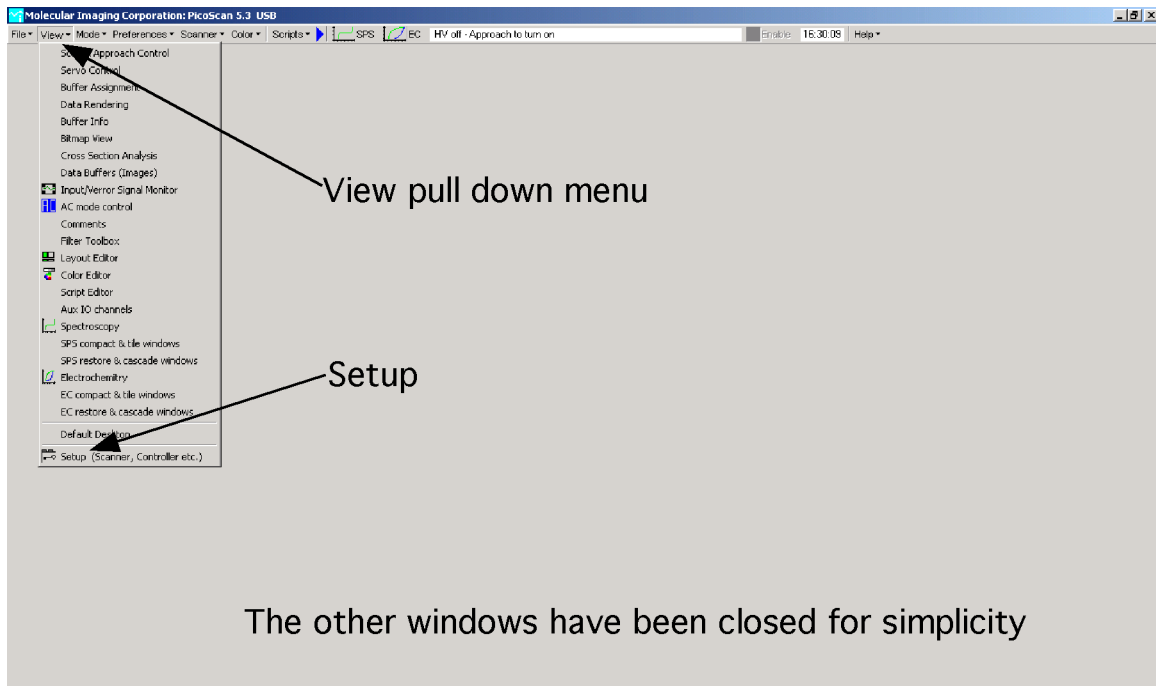 Molecular Imaging Corporation: PicoScan 5.3 USB
File View Mode Preferences Scanner Color Scripts SPS EC HV off - Approach to turn on Enable 16:30:09 Help
Approach Control
Servo Control
Buffer Assignment
Data Rendering
Buffer Info
Bitmap View
Cross Section Analysis
Data Buffers (Images)
Input/Verror Signal Monitor
View pull down menu
AC mode control
Comments
Filter Toolbox
Layout Editor
Color Editor
Script Editor
Aux IO channels
Spectroscopy
SPS compact & tile windows
SPS restore & cascade windows
Setup
Electrochemitry
EC compact & tile windows
EC restore & cascade windows
Default Desktop
Setup (Scanner, Controller etc.)
The other windows have been closed for simplicity